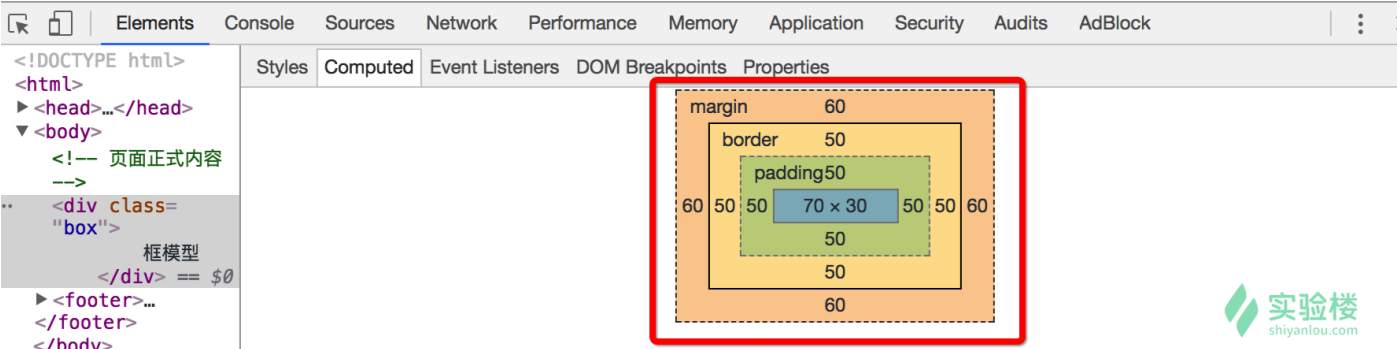 Elements Console Sources Network Performance Memory Application Security Audits AdBlock
Styles Computed Event Listeners DOM Breakpoints Properties
<!DOCTYPE html>
<html>
▶<head>…</head>
▼<body>
<!-- 页面正式内容
-->
<div class=
"box">
框模型
</div> == $0
▶<footer>…
</footer>
</body>
margin 60
border 50
padding50
60 50 50 70 × 30 50 50 60
50
50
60
实验楼
shiyanlou.com